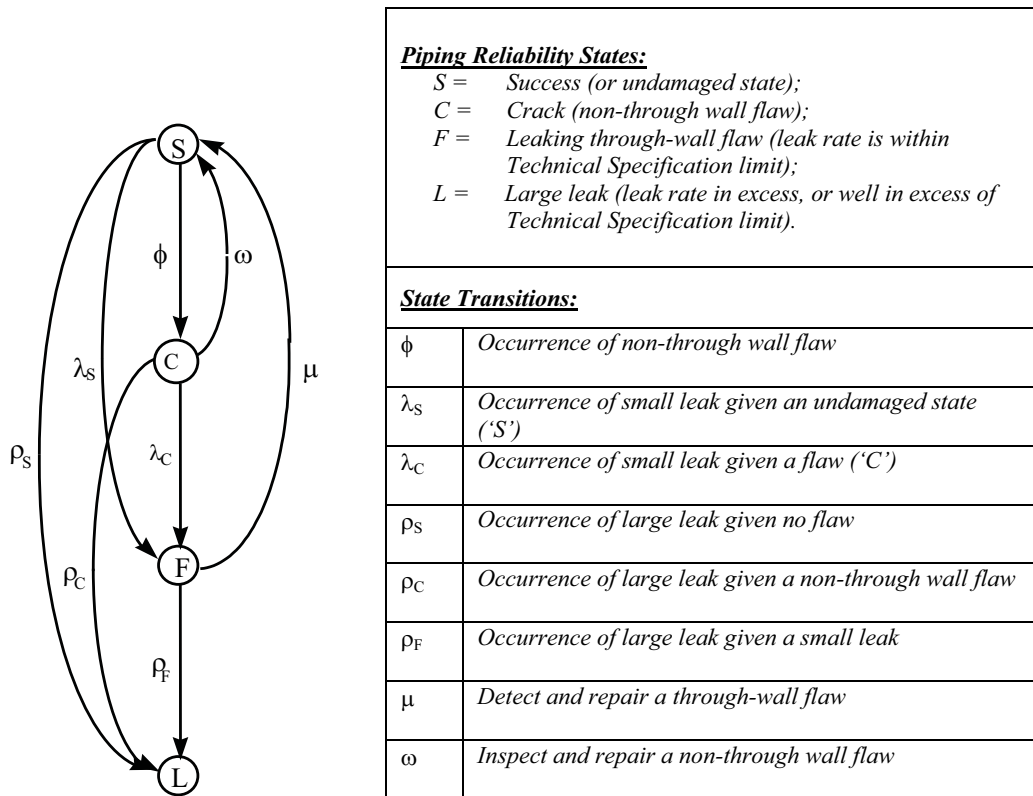 S
ϕ
ω
C
λS
μ
ρS
λC
F
ρC
ρF
L
Piping Reliability States:
S = Success (or undamaged state);
C = Crack (non-through wall flaw);
F = Leaking through-wall flaw (leak rate is within
Technical Specification limit);
L = Large leak (leak rate in excess, or well in excess of
Technical Specification limit).
State Transitions:
ϕ Occurrence of non-through wall flaw
λS Occurrence of small leak given an undamaged state
(‘S’)
λC Occurrence of small leak given a flaw (‘C’)
ρS Occurrence of large leak given no flaw
ρC Occurrence of large leak given a non-through wall flaw
ρF Occurrence of large leak given a small leak
μ Detect and repair a through-wall flaw
ω Inspect and repair a non-through wall flaw